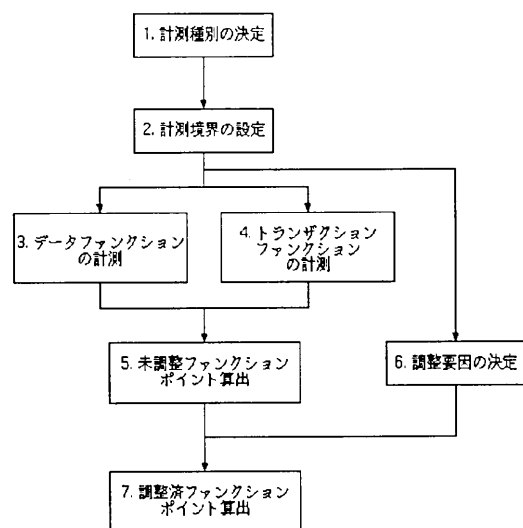 1. 計測種別の決定
2. 計測境界の設定
3. データファンクション
の計測
4. トランザクション
ファンクション
の計測
5. 未調整ファンクション
ポイント算出
6. 調整要因の決定
7. 調整済ファンクション
ポイント算出